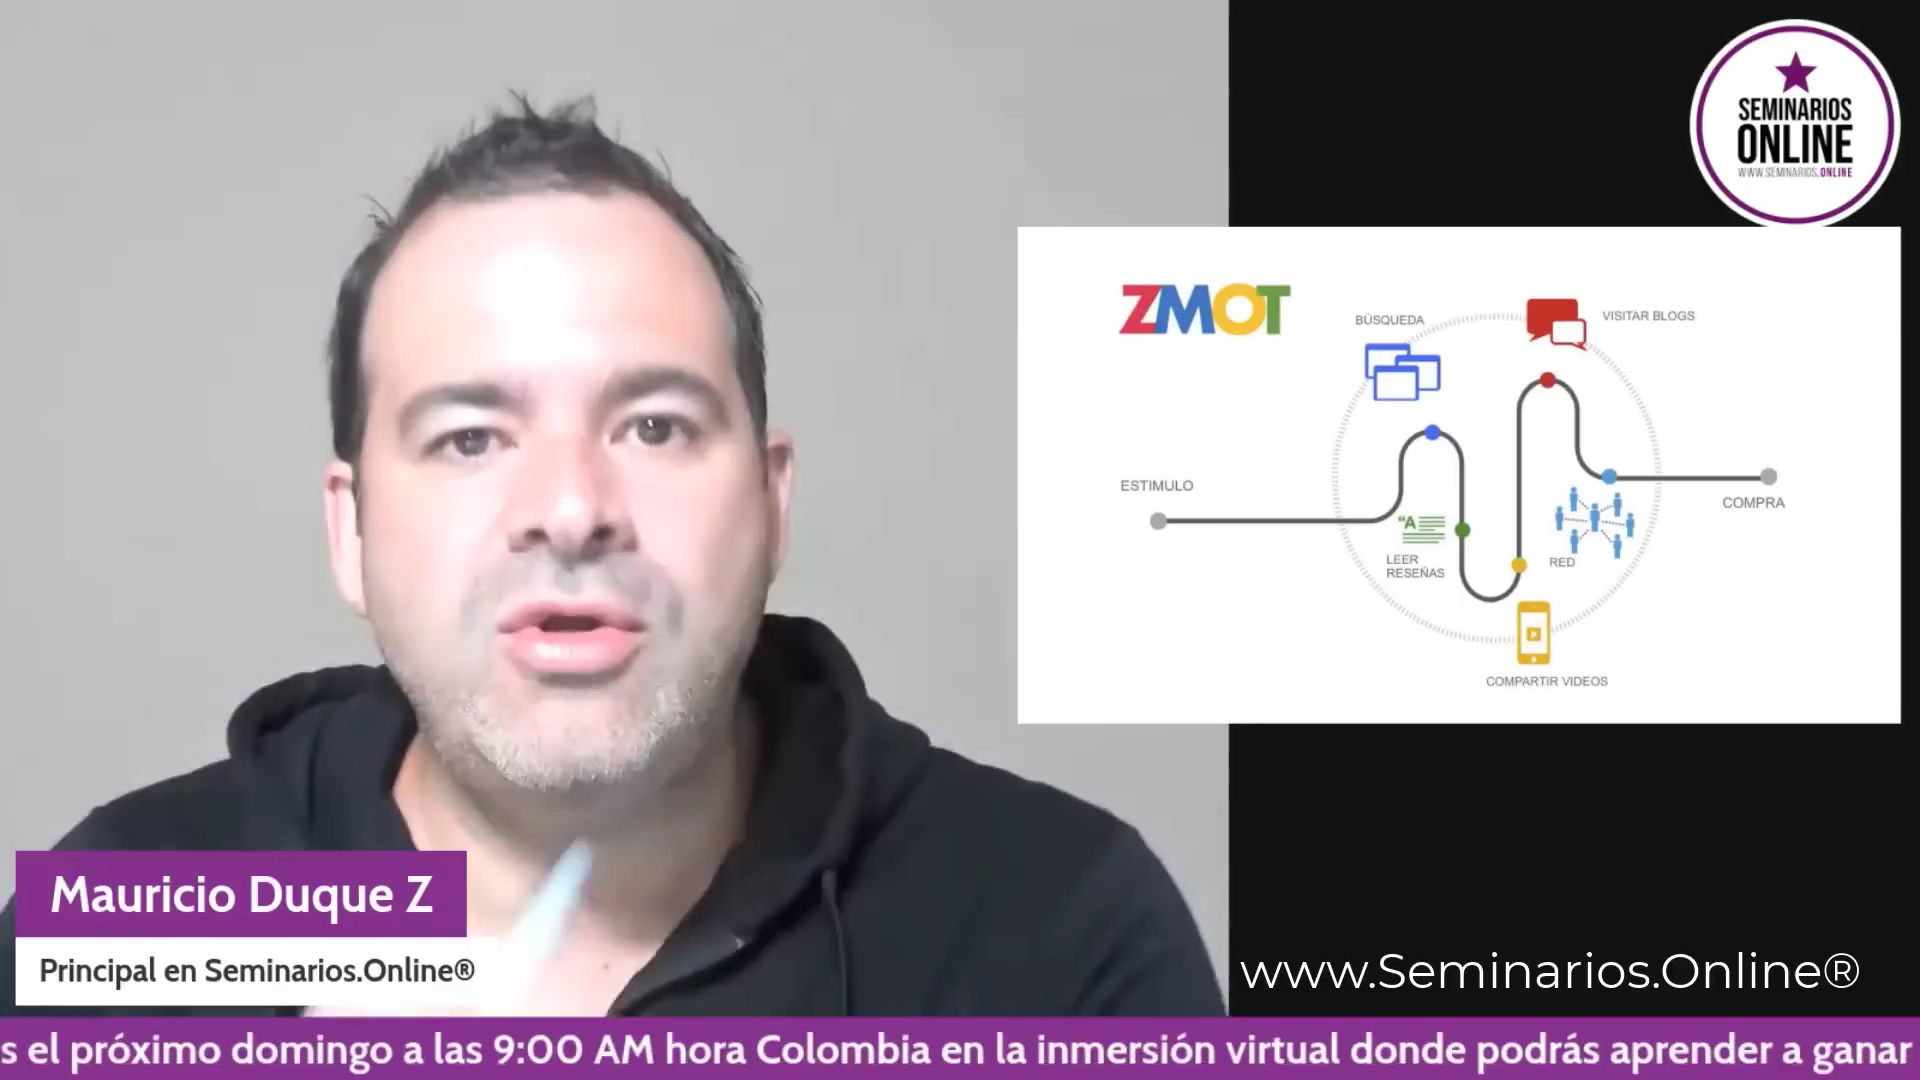 SEMINARIOS
ONLINE
WWW.SEMINARIOS.ONLINE
ZMOT
BÚSQUEDA
VISITAR BLOGS
ESTIMULO
COMPRA
"A
LEER
RESEÑAS
RED
COMPARTIR VIDEOS
Mauricio Duque Z
Principal en Seminarios.Online®
www.Seminarios.Online®
s el próximo domingo a las 9:00 AM hora Colombia en la inmersión virtual donde podrás aprender a ganar